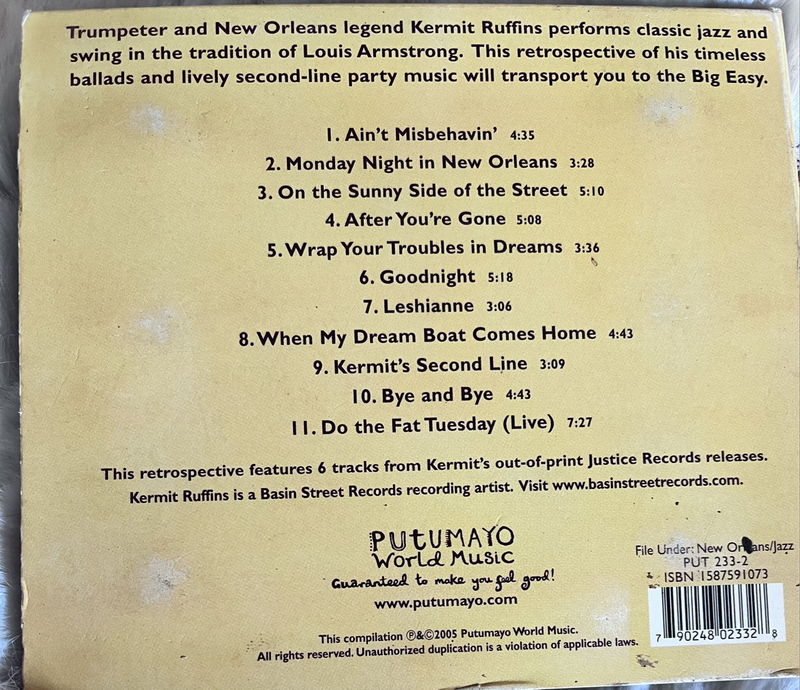 Trumpeter and New Orleans legend Kermit Ruffins performs classic jazz and
swing in the tradition of Louis Armstrong. This retrospective of his timeless
ballads and lively second-line party music will transport you to the Big Easy.
1. Ain't Misbehavin' 4:35
2. Monday Night in New Orleans 3:28
3. On the Sunny Side of the Street 5:10
4. After You're Gone 5:08
5. Wrap Your Troubles in Dreams 3:36
6. Goodnight 5:18
7. Leshianne 3:06
8. When My Dream Boat Comes Home 4:43
9. Kermit's Second Line 3:09
10. Bye and Bye 4:43
11. Do the Fat Tuesday (Live) 7:27
This retrospective features 6 tracks from Kermit's out-of-print Justice Records releases.
Kermit Ruffins is a Basin Street Records recording artist. Visit www.basinstreetrecords.com.
PUTUMAYO
World Music
Guaranteed to make you feel good!
www.putumayo.com
This compilation ℗&©2005 Putumayo World Music.
All rights reserved. Unauthorized duplication is a violation of applicable laws.
File Under: New Orleans/Jazz
PUT 233-2
ISBN 1587591073
7 90248 02332 8